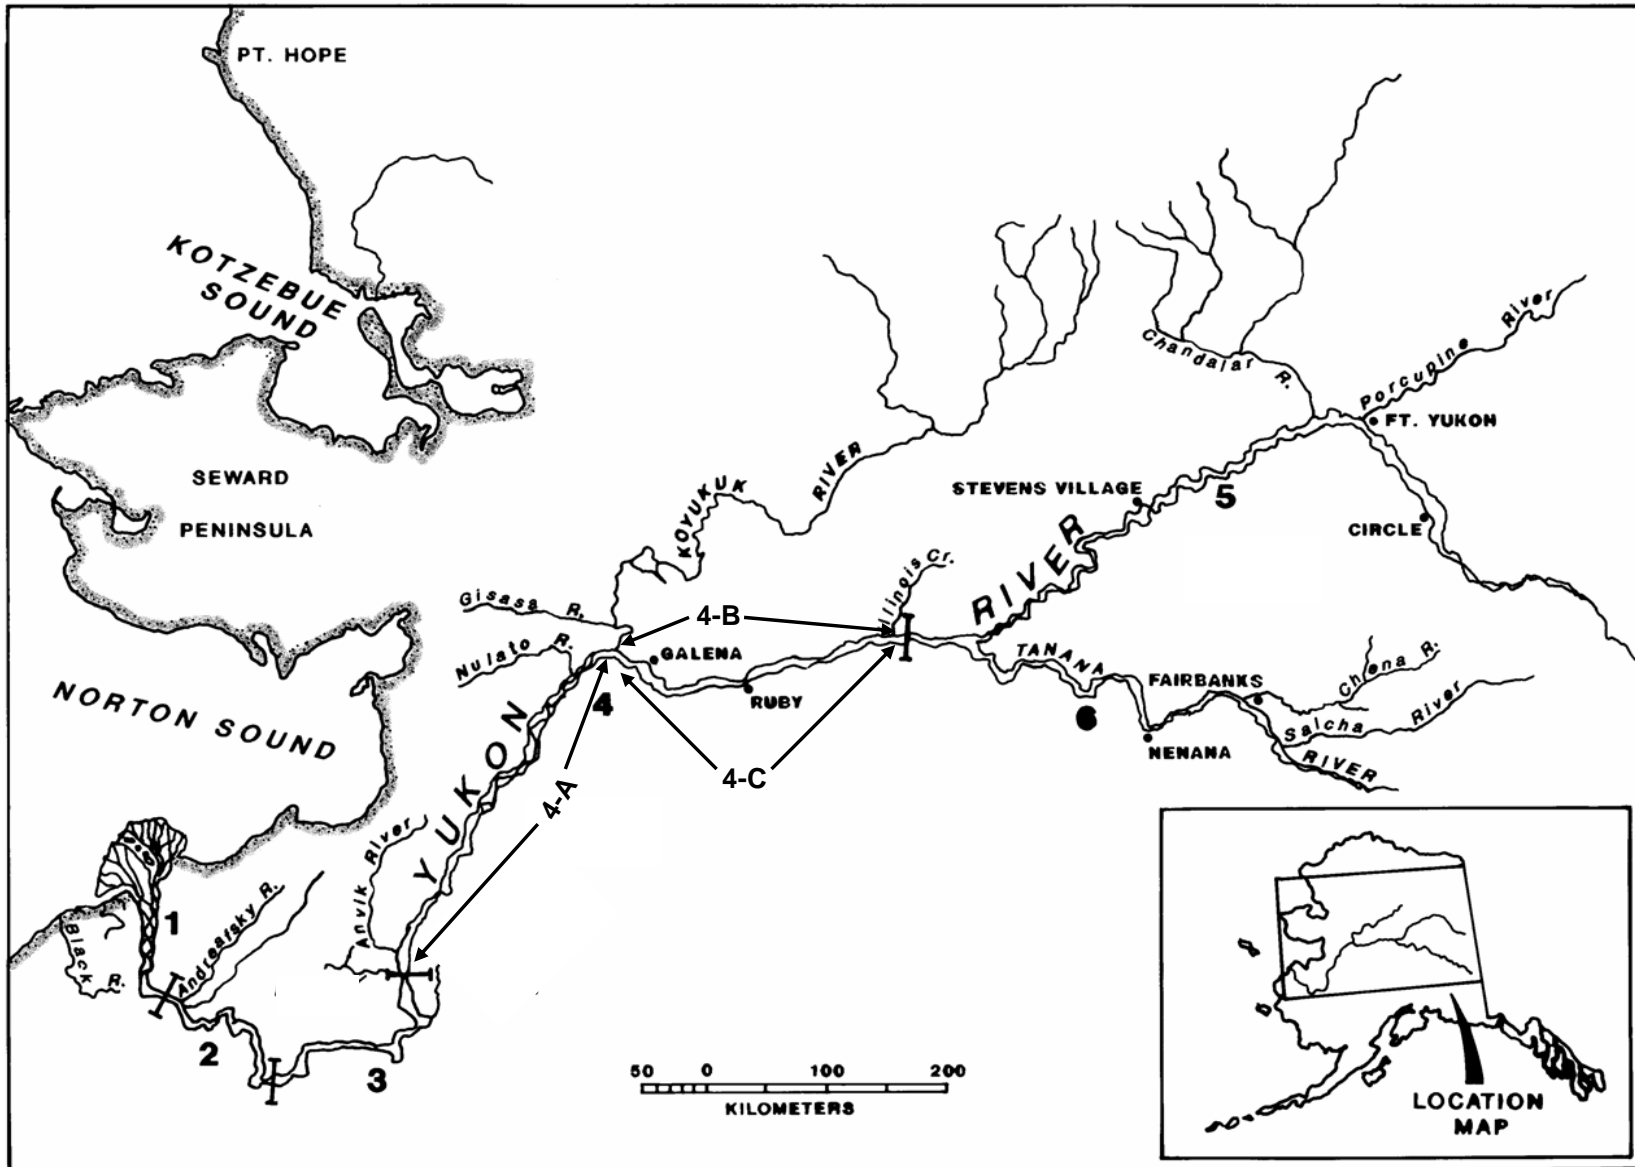 PT. HOPE
KOTZEBUE
SOUND
Chandalar R.
Porcupine River
FT. YUKON
SEWARD
PENINSULA
KOYUKUK RIVER
STEVENS VILLAGE
5
CIRCLE
Gisasa R.
Illinois Cr.
YUKON RIVER
4-B
Nulato R.
GALENA
TANANA RIVER
Chena R.
FAIRBANKS
Salcha River
NORTON SOUND
4
RUBY
6
NENANA
4-A
4-C
Anvik River
1
Andreafsky R.
Black R.
2
3
50 0 100 200
KILOMETERS
LOCATION
MAP